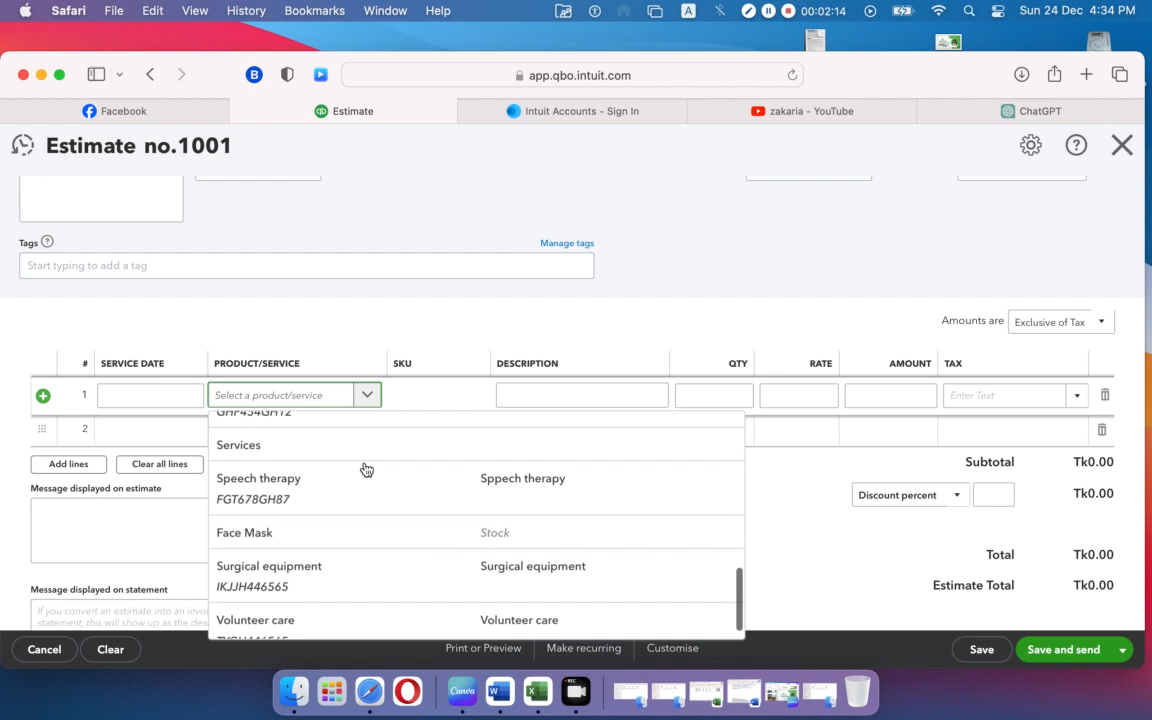 Safari File Edit View History Bookmarks Window Help A 00:02:14 Sun 24 Dec 4:34 PM
B app.qbo.intuit.com
Facebook qb Estimate Intuit Accounts - Sign In zakaria - YouTube ChatGPT
Estimate no.1001
Tags ? Manage tags
Start typing to add a tag
Amounts are Exclusive of Tax
# SERVICE DATE PRODUCT/SERVICE SKU DESCRIPTION QTY RATE AMOUNT TAX
1 Select a product/service Enter Text
GHF454GH12
2
Services
Add lines Clear all lines Subtotal Tk0.00
Speech therapy Sppech therapy
Message displayed on estimate Discount percent Tk0.00
FGT678GH87
Face Mask Stock
Total Tk0.00
Surgical equipment Surgical equipment
IKJJH446565
Message displayed on statement Estimate Total Tk0.00
If you convert an estimate into an invoi
statement, this will show up as the des
Volunteer care Volunteer care
Cancel Clear Print or Preview Make recurring Customise Save Save and send
Canva W X REC